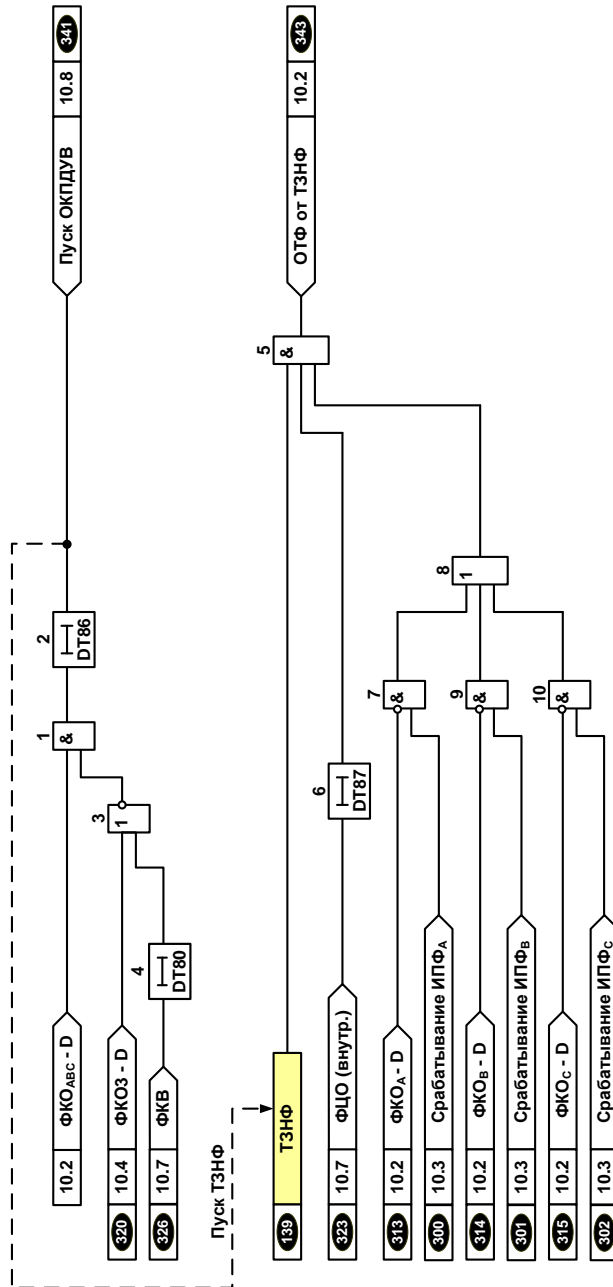 10.2 ФКОABC - D
1 &
2 DT86
Пуск ОКПДУВ 10.8 341
320 10.4 ФКО3 - D
3 1
326 10.7 ФКВ
4 DT80
Пуск ТЗНФ
139 ТЗНФ
5 &
ОТФ от ТЗНФ 10.2 343
323 10.7 ФЦО (внутр.)
6 DT87
313 10.2 ФКОA - D
7 &
300 10.3 Срабатывание ИПФA
8 1
314 10.2 ФКОB - D
9 &
301 10.3 Срабатывание ИПФB
315 10.2 ФКОC - D
10 &
302 10.3 Срабатывание ИПФC